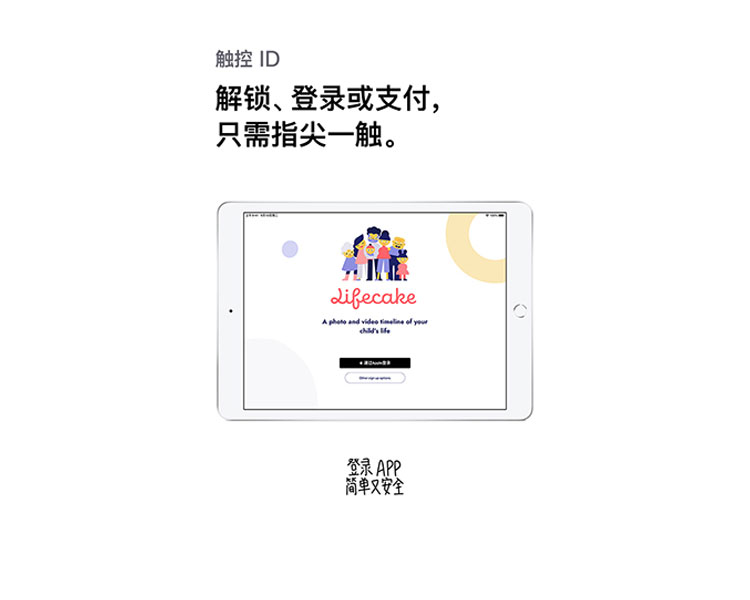 触控 ID
解锁、登录或支付，
只需指尖一触。
Lifecake
A photo and video timeline of your
child's life
通过Apple登录
Other sign up options
登录 APP
简单又安全